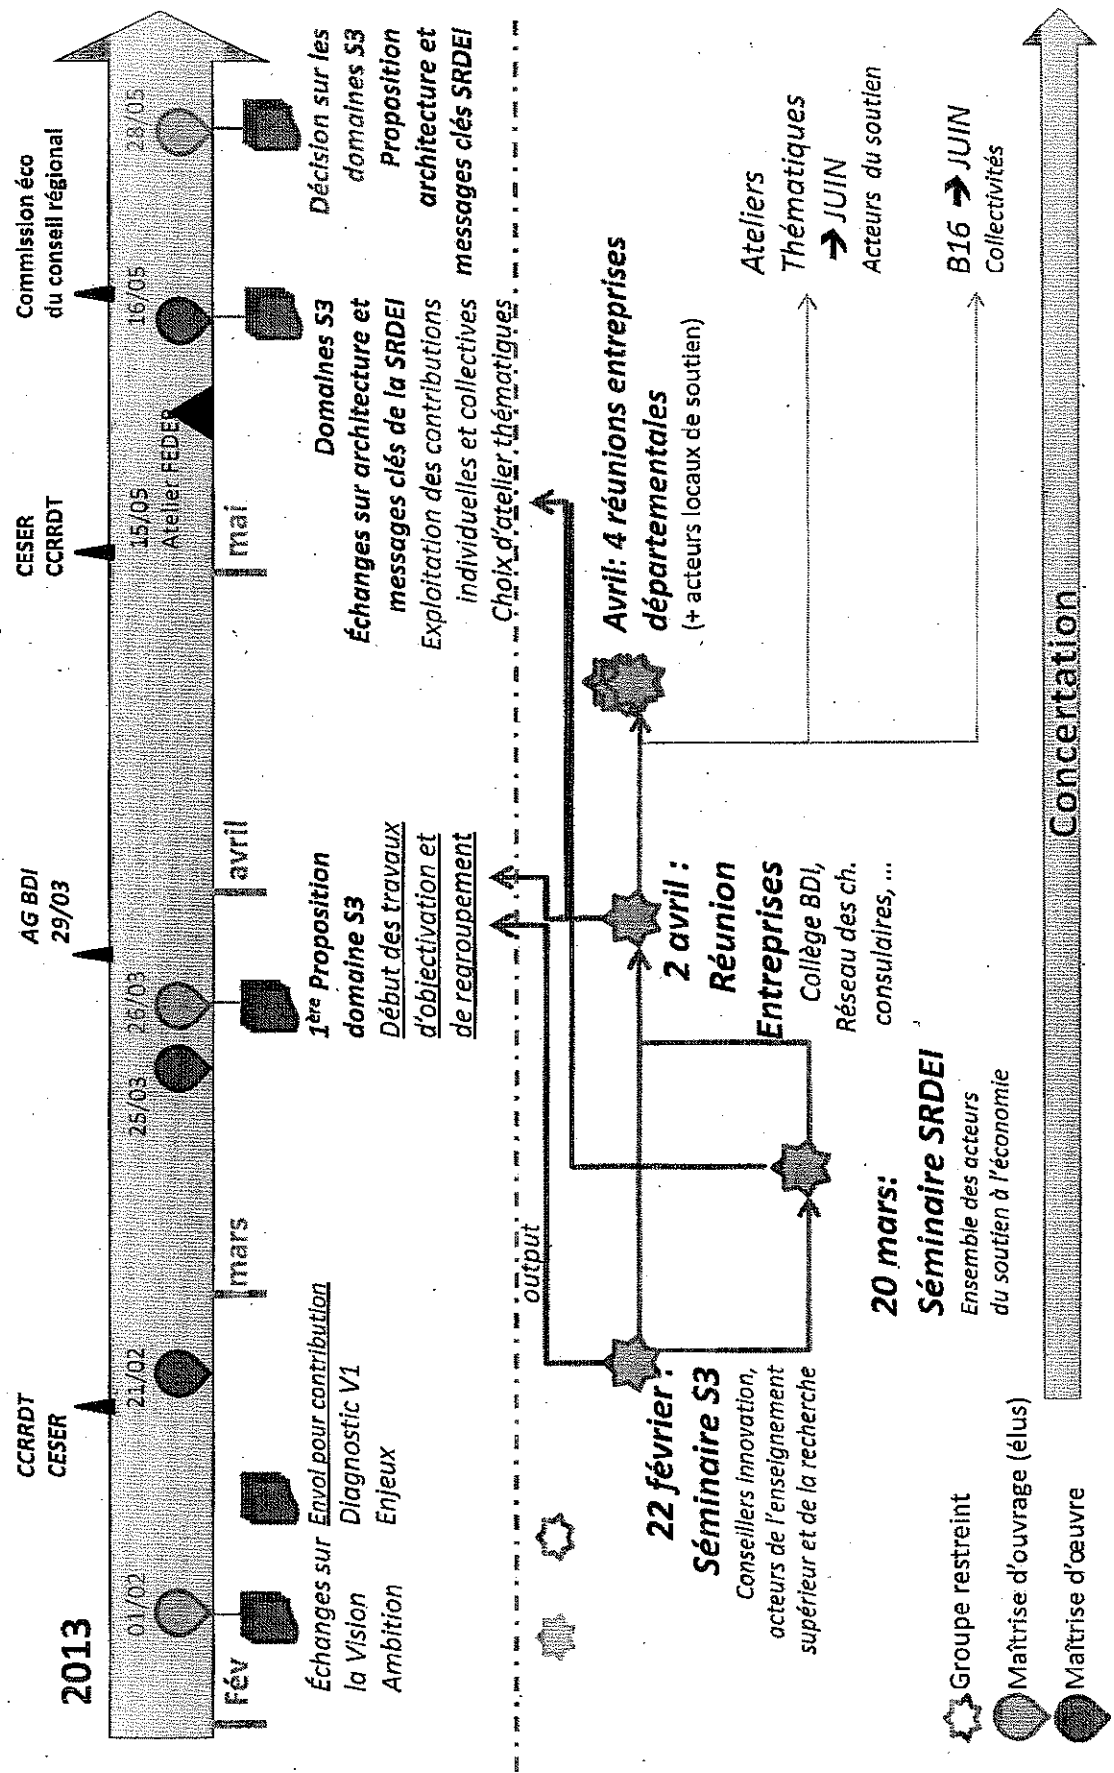 2013
CCRRDT
CESER
AG BDI
29/03
CESER
CCRRDT
Commission éco
du conseil régional
01/02
21/02
25/03
26/03
15/05
Atelier FEDER
16/05
28/05
Fév
mars
avril
mai
Échanges sur
la Vision
Ambition
Envoi pour contribution
Diagnostic V1
Enjeux
1ère Proposition
domaine S3
Début des travaux
d'objectivation et
de regroupement
Domaines S3
Échanges sur architecture et
messages clés de la SRDEI
Exploitation des contributions
individuelles et collectives
Choix d'atelier thématiques
Décision sur les
domaines S3
Proposition
architecture et
messages clés SRDEI
output
22 février :
Séminaire S3
Conseillers innovation,
acteurs de l'enseignement
supérieur et de la recherche
20 mars:
Séminaire SRDEI
Ensemble des acteurs
du soutien à l'économie
2 avril :
Réunion
Entreprises
Collège BDI,
Réseau des ch.
consulaires, ...
Avril: 4 réunions entreprises
départementales
(+ acteurs locaux de soutien)
Ateliers
Thématiques
➔ JUIN
Acteurs du soutien
B16 ➔ JUIN
Collectivités
Groupe restreint
Maîtrise d'ouvrage (élus)
Maîtrise d'œuvre
Concertation